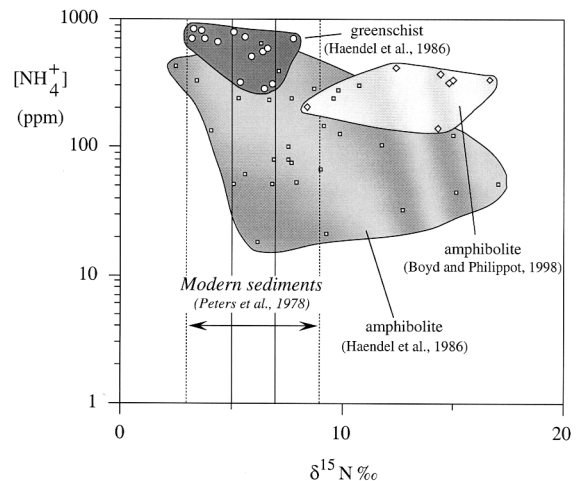 1000
greenschist
(Haendel et al., 1986)
[NH4+]
(ppm)
100
amphibolite
(Boyd and Philippot, 1998)
10
Modern sediments
(Peters et al., 1978)
amphibolite
(Haendel et al., 1986)
1
0
10
20
δ15 N ‰